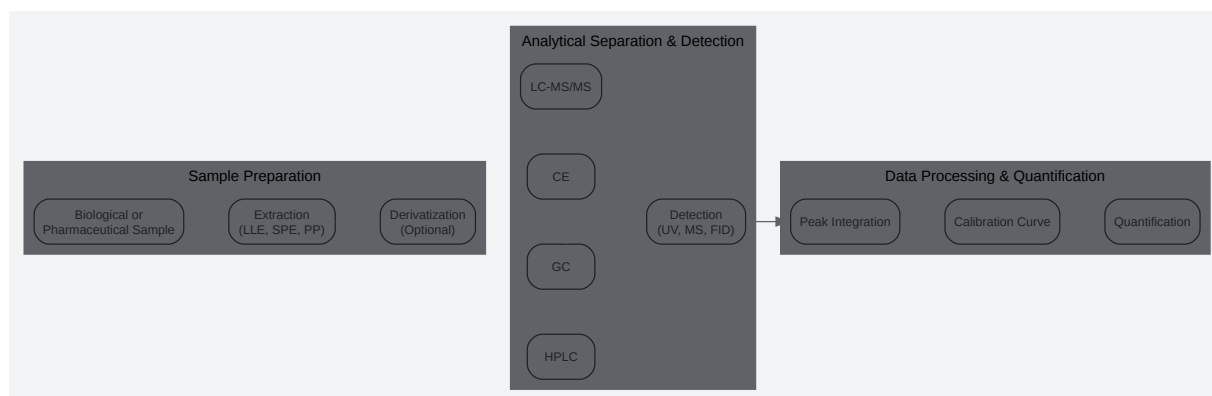 Sample Preparation
Biological or
Pharmaceutical Sample
Extraction
(LLE, SPE, PP)
Derivatization
(Optional)
Analytical Separation & Detection
LC-MS/MS
CE
GC
HPLC
Detection
(UV, MS, FID)
Data Processing & Quantification
Peak Integration
Calibration Curve
Quantification